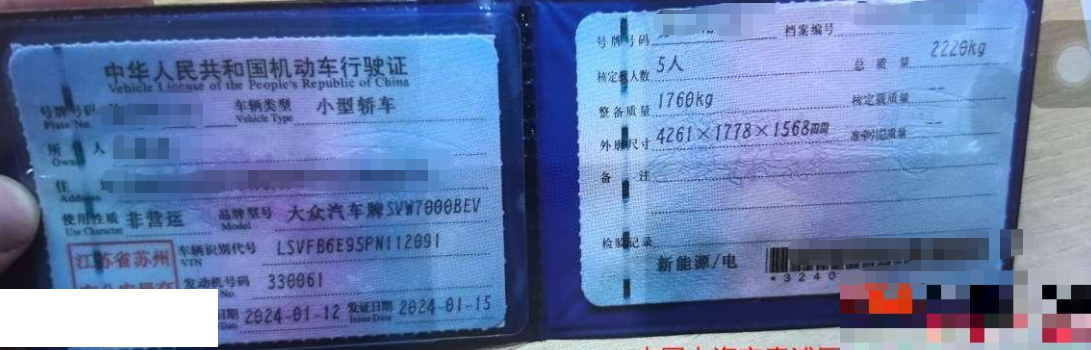 中华人民共和国机动车行驶证
Vehicle License of the People's Republic of China
号牌号码
Plate No.
车辆类型 小型轿车
Vehicle Type
所 有 人
Owner
住 址
Address
使用性质 非营运
Use Character
品牌型号 大众汽车牌SVW7000BEV
Model
江苏省苏州
车辆识别代号 LSVFB6E95PN112091
VIN
发动机号码 330061
No.
日期 2024-01-12 发证日期 2024-01-15
Date Issue Date
号牌号码 档案编号
核定载人数 5人 总 质 量 2220kg
整备质量 1760kg 核定载质量 --
外廓尺寸 4261×1778×1568mm 准牵引总质量 --
备 注
检验记录
新能源/电
*3240